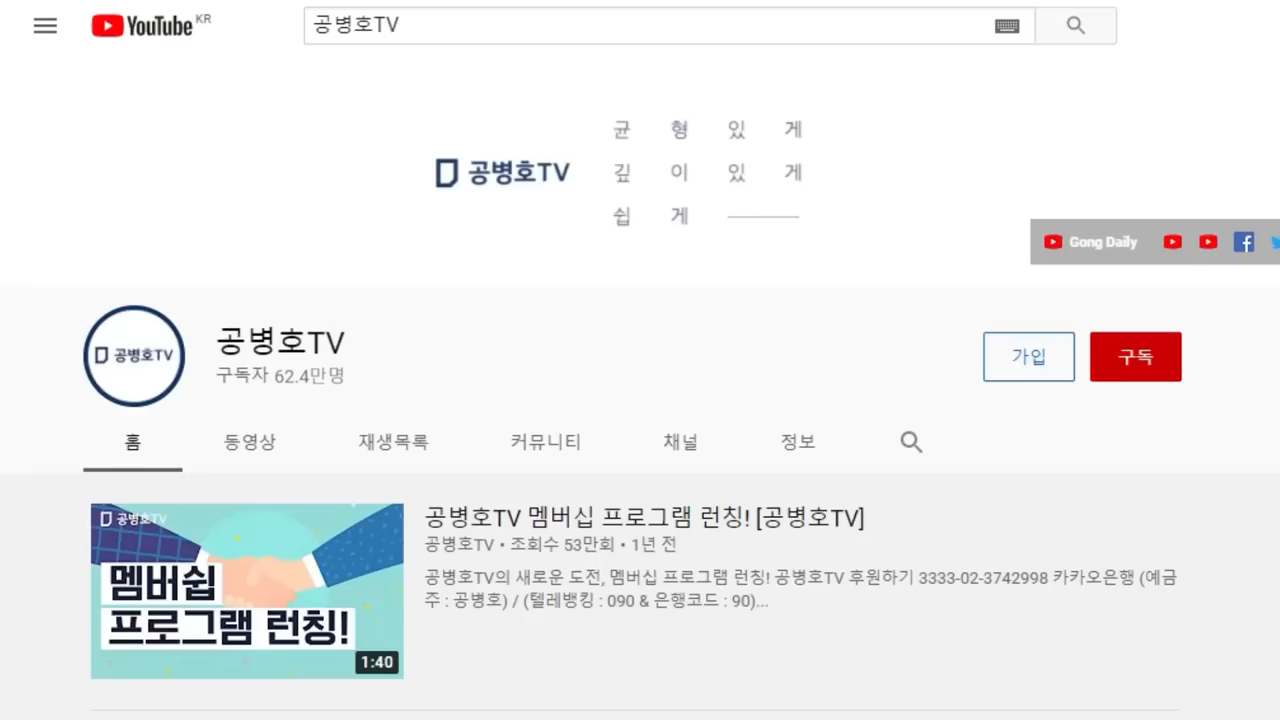 YouTube KR
공병호TV
공병호TV
균 형 있 게
깊 이 있 게
쉽 게
Gong Daily
공병호TV
공병호TV
구독자 62.4만명
가입
구독
홈 동영상 재생목록 커뮤니티 채널 정보
공병호TV
멤버쉽
프로그램 런칭!
1:40
공병호TV 멤버십 프로그램 런칭! [공병호TV]
공병호TV • 조회수 53만회 • 1년 전
공병호TV의 새로운 도전, 멤버십 프로그램 런칭! 공병호TV 후원하기 3333-02-3742998 카카오은행 (예금
주 : 공병호) / (텔레뱅킹 : 090 & 은행코드 : 90)...